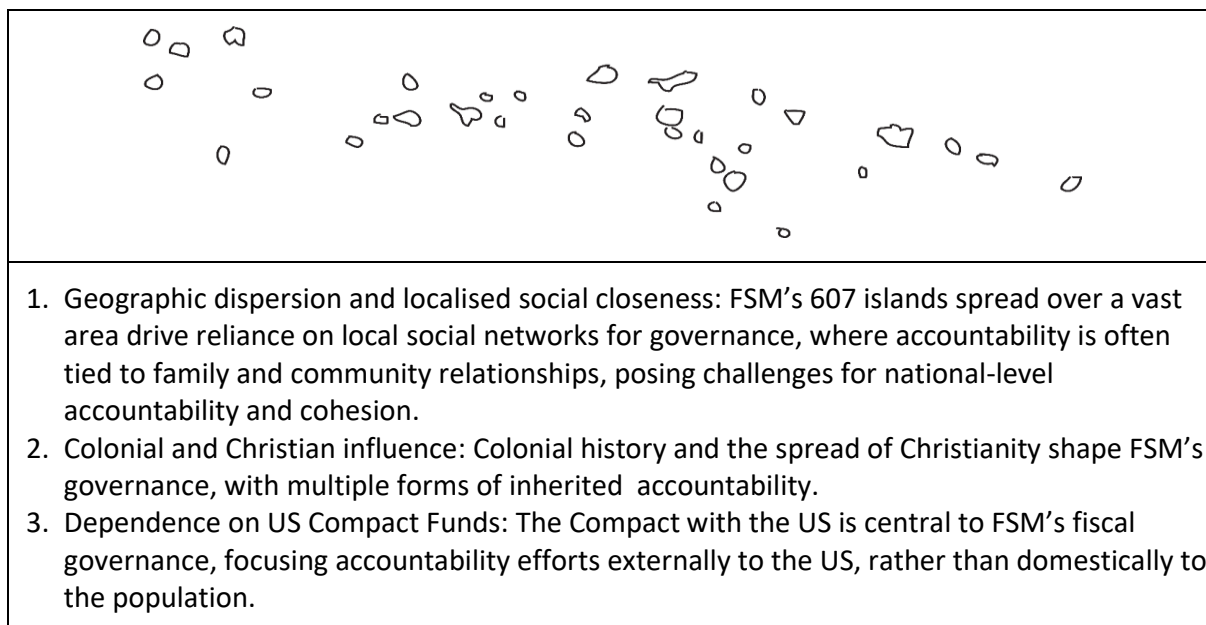 1. Geographic dispersion and localised social closeness: FSM’s 607 islands spread over a vast
area drive reliance on local social networks for governance, where accountability is often
tied to family and community relationships, posing challenges for national-level
accountability and cohesion.
2. Colonial and Christian influence: Colonial history and the spread of Christianity shape FSM’s
governance, with multiple forms of inherited  accountability.
3. Dependence on US Compact Funds: The Compact with the US is central to FSM’s fiscal
governance, focusing accountability efforts externally to the US, rather than domestically to
the population.